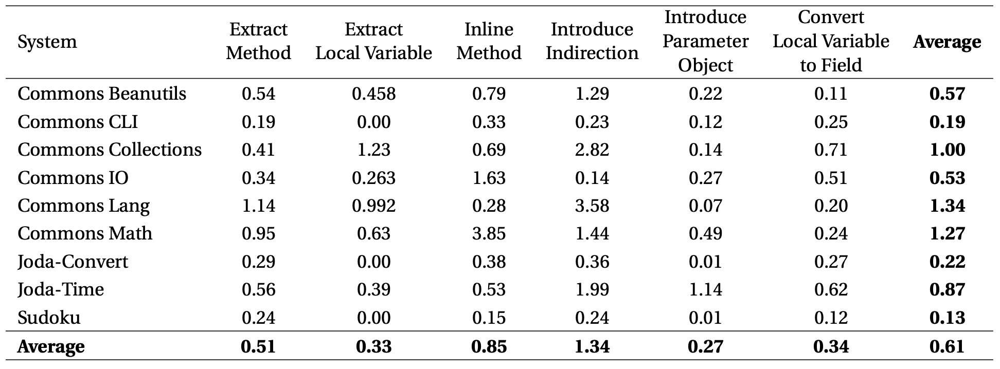 System Extract Method Extract Local Variable Inline Method Introduce Indirection Introduce Parameter Object Convert Local Variable to Field Average
Commons Beanutils 0.54 0.458 0.79 1.29 0.22 0.11 0.57
Commons CLI 0.19 0.00 0.33 0.23 0.12 0.25 0.19
Commons Collections 0.41 1.23 0.69 2.82 0.14 0.71 1.00
Commons IO 0.34 0.263 1.63 0.14 0.27 0.51 0.53
Commons Lang 1.14 0.992 0.28 3.58 0.07 0.20 1.34
Commons Math 0.95 0.63 3.85 1.44 0.49 0.24 1.27
Joda-Convert 0.29 0.00 0.38 0.36 0.01 0.27 0.22
Joda-Time 0.56 0.39 0.53 1.99 1.14 0.62 0.87
Sudoku 0.24 0.00 0.15 0.24 0.01 0.12 0.13
Average 0.51 0.33 0.85 1.34 0.27 0.34 0.61